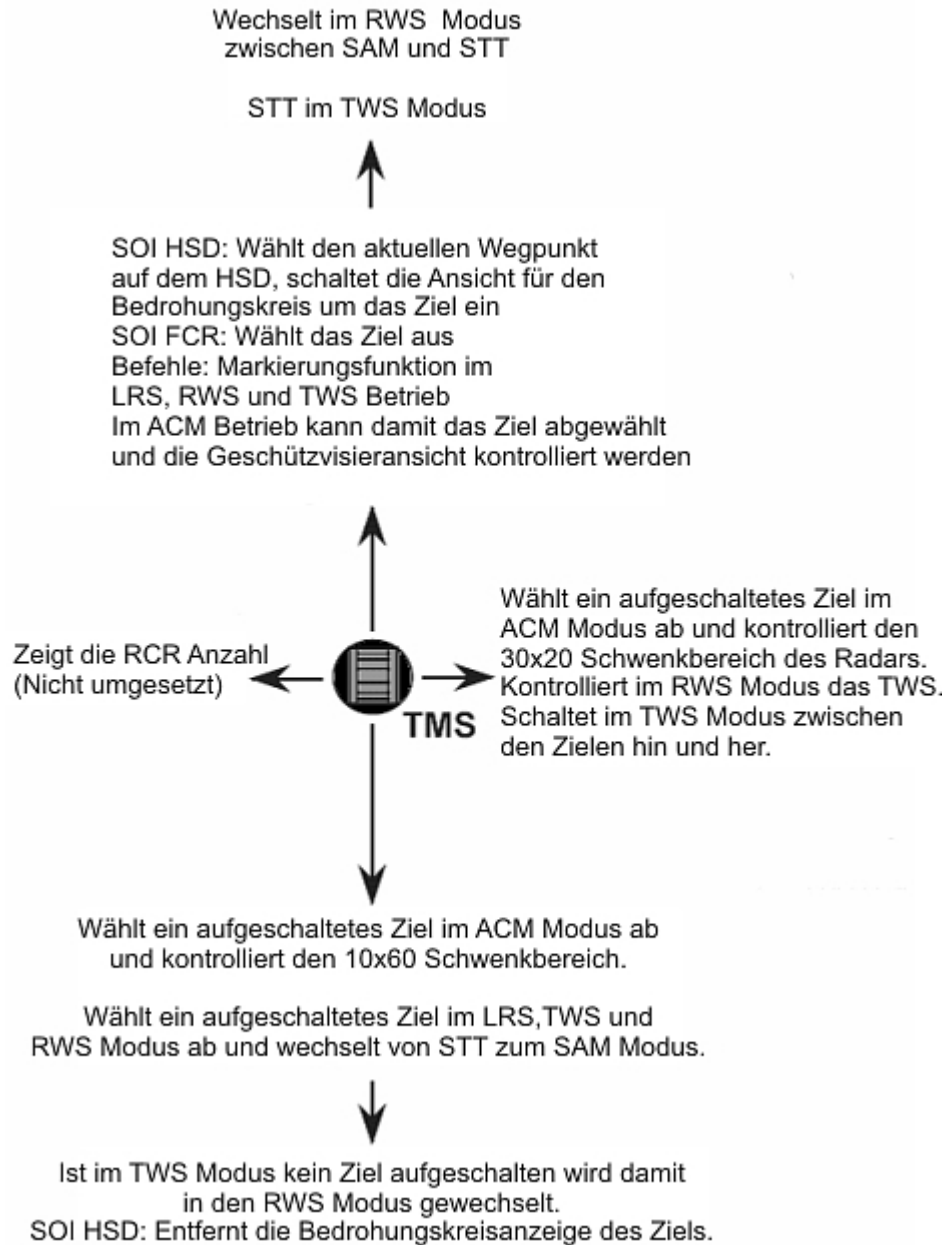 Wechselt im RWS Modus
zwischen SAM und STT
STT im TWS Modus
SOI HSD: Wählt den aktuellen Wegpunkt
auf dem HSD, schaltet die Ansicht für den
Bedrohungskreis um das Ziel ein
SOI FCR: Wählt das Ziel aus
Befehle: Markierungsfunktion im
LRS, RWS und TWS Betrieb
Im ACM Betrieb kann damit das Ziel abgewählt
und die Geschützvisieransicht kontrolliert werden
Zeigt die RCR Anzahl
(Nicht umgesetzt)
TMS
Wählt ein aufgeschaltetes Ziel im
ACM Modus ab und kontrolliert den
30x20 Schwenkbereich des Radars.
Kontrolliert im RWS Modus das TWS.
Schaltet im TWS Modus zwischen
den Zielen hin und her.
Wählt ein aufgeschaltetes Ziel im ACM Modus ab
und kontrolliert den 10x60 Schwenkbereich.
Wählt ein aufgeschaltetes Ziel im LRS,TWS und
RWS Modus ab und wechselt von STT zum SAM Modus.
Ist im TWS Modus kein Ziel aufgeschalten wird damit
in den RWS Modus gewechselt.
SOI HSD: Entfernt die Bedrohungskreisanzeige des Ziels.